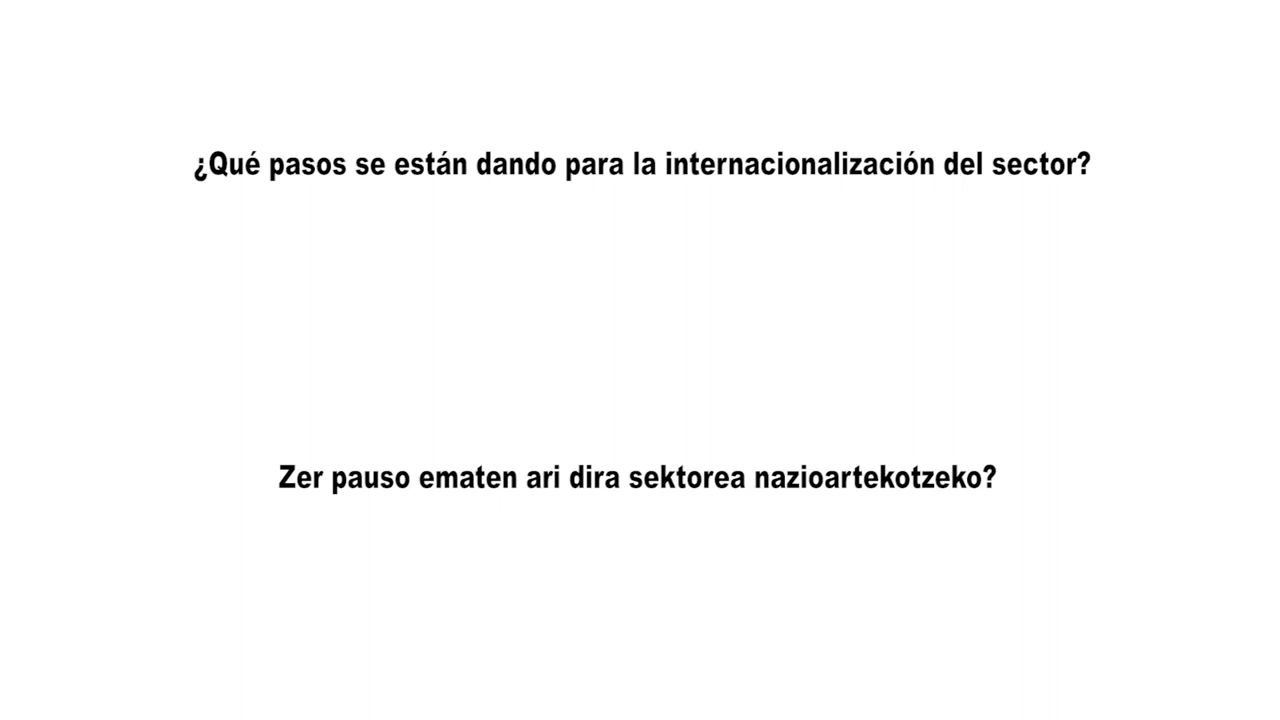 ¿Qué pasos se están dando para la internacionalización del sector?
Zer pauso ematen ari dira sektorea nazioartekotzeko?